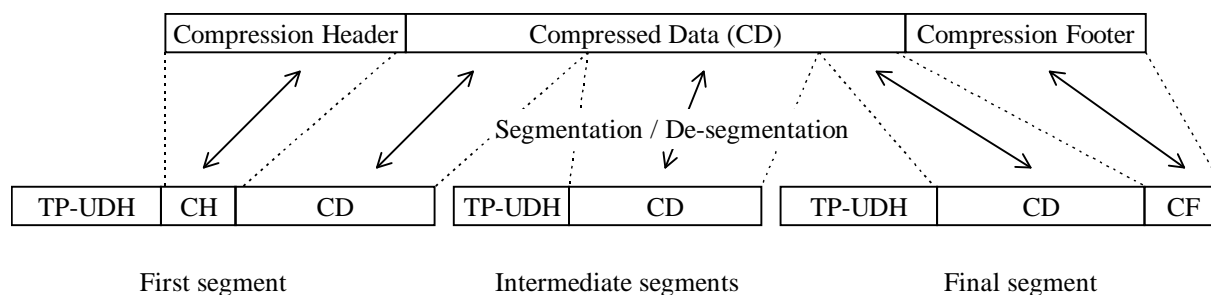 Compression Header Compressed Data (CD) Compression Footer
Segmentation / De-segmentation
TP-UDH CH CD TP-UDH CD TP-UDH CD CF
First segment Intermediate segments Final segment